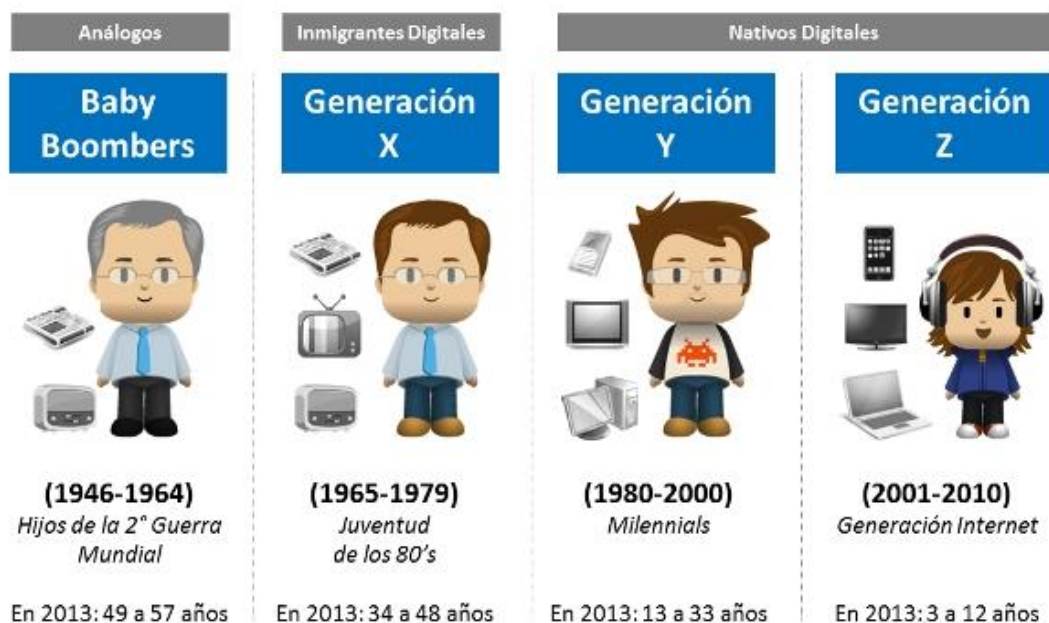 Análogos
Inmigrantes Digitales
Nativos Digitales
Baby
Boombers
Generación
X
Generación
Y
Generación
Z
(1946-1964)
Hijos de la 2° Guerra
Mundial
En 2013: 49 a 57 años
(1965-1979)
Juventud
de los 80's
En 2013: 34 a 48 años
(1980-2000)
Milennials
En 2013: 13 a 33 años
(2001-2010)
Generación Internet
En 2013: 3 a 12 años